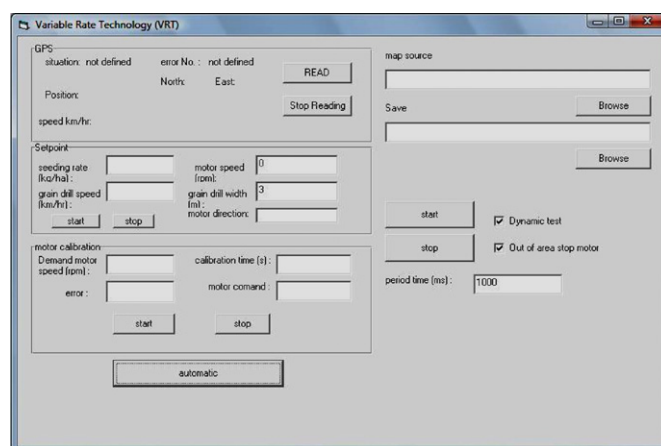 Variable Rate Technology (VRT)
GPS
situation: not defined error No. : not defined
READ
North: East:
Position:
Stop Reading
speed km/hr:
map source
Browse
Save
Browse
Setpoint
seeding rate (kg/ha) :
motor speed (rpm): 0
grain drill speed (km/hr) :
grain drill width (m) : 3
motor direction:
start stop
start
Dynamic test
stop
Out of area stop motor
period time (ms) : 1000
motor calibration
Demand motor speed (rpm) :
calibration time (s) :
error :
motor comand :
start stop
automatic